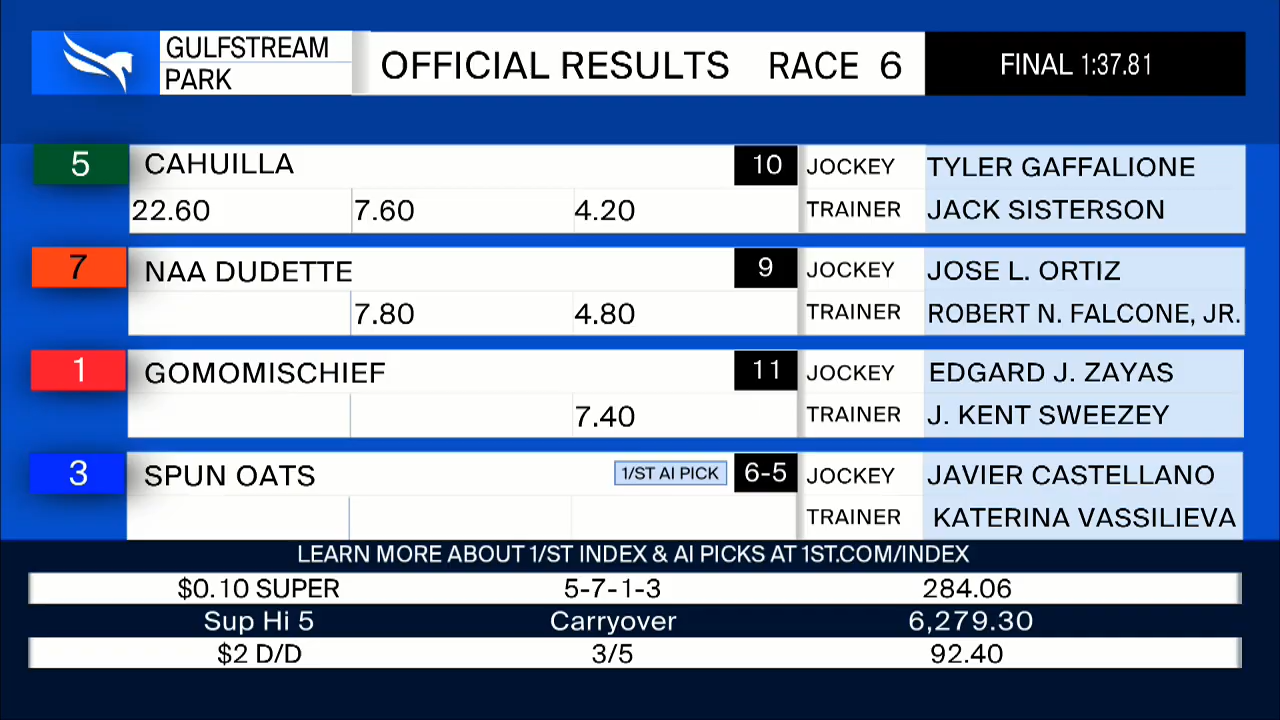 GULFSTREAM
PARK
OFFICIAL RESULTS RACE 6
FINAL 1:37.81
5 CAHUILLA 10 JOCKEY TYLER GAFFALIONE
22.60 7.60 4.20 TRAINER JACK SISTERSON
7 NAA DUDETTE 9 JOCKEY JOSE L. ORTIZ
7.80 4.80 TRAINER ROBERT N. FALCONE, JR.
1 GOMOMISCHIEF 11 JOCKEY EDGARD J. ZAYAS
7.40 TRAINER J. KENT SWEEZEY
3 SPUN OATS 1/ST AI PICK 6-5 JOCKEY JAVIER CASTELLANO
TRAINER KATERINA VASSILIEVA
LEARN MORE ABOUT 1/ST INDEX & AI PICKS AT 1ST.COM/INDEX
$0.10 SUPER 5-7-1-3 284.06
Sup Hi 5 Carryover 6,279.30
$2 D/D 3/5 92.40